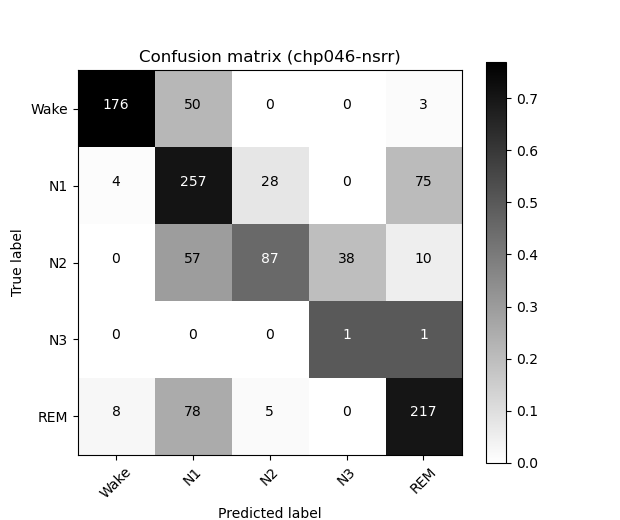 Confusion matrix (chp046-nsrr)
Wake 176 50 0 0 3
N1 4 257 28 0 75
N2 0 57 87 38 10
N3 0 0 0 1 1
REM 8 78 5 0 217
Wake N1 N2 N3 REM
Predicted label
True label
0.7
0.6
0.5
0.4
0.3
0.2
0.1
0.0